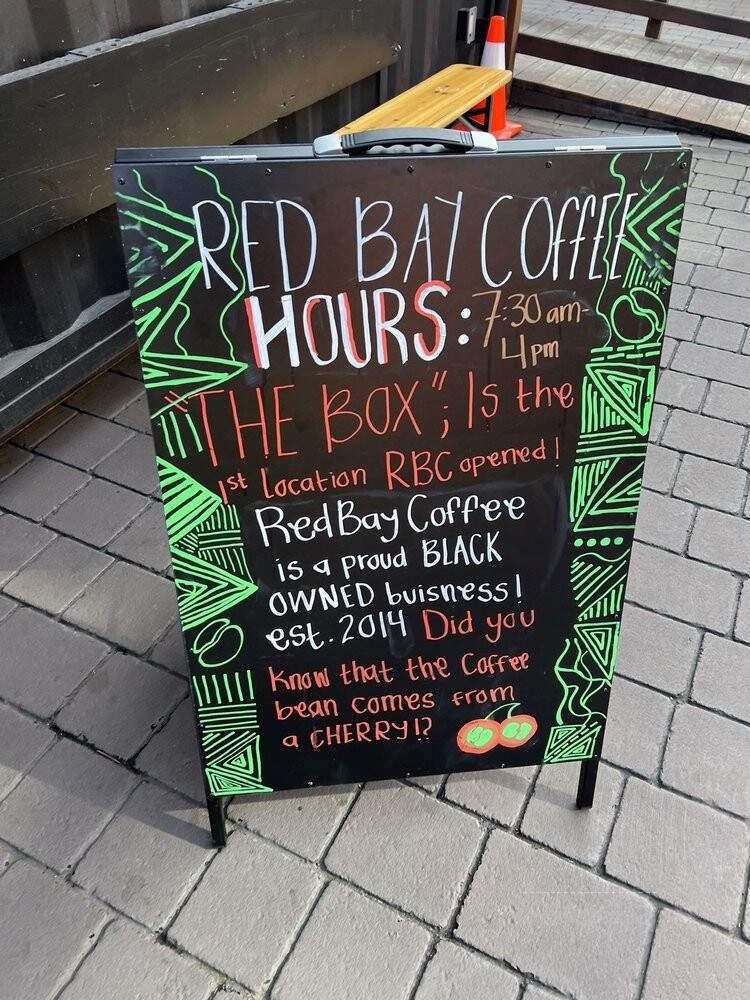 RED BAY COFFEE
HOURS: 7:30 am-
4pm
"THE BOX"; Is the
1st location RBC opened!
Red Bay Coffee
is a proud BLACK
OWNED buisness!
est. 2014 Did you
know that the Coffee
bean comes from
a CHERRY!?